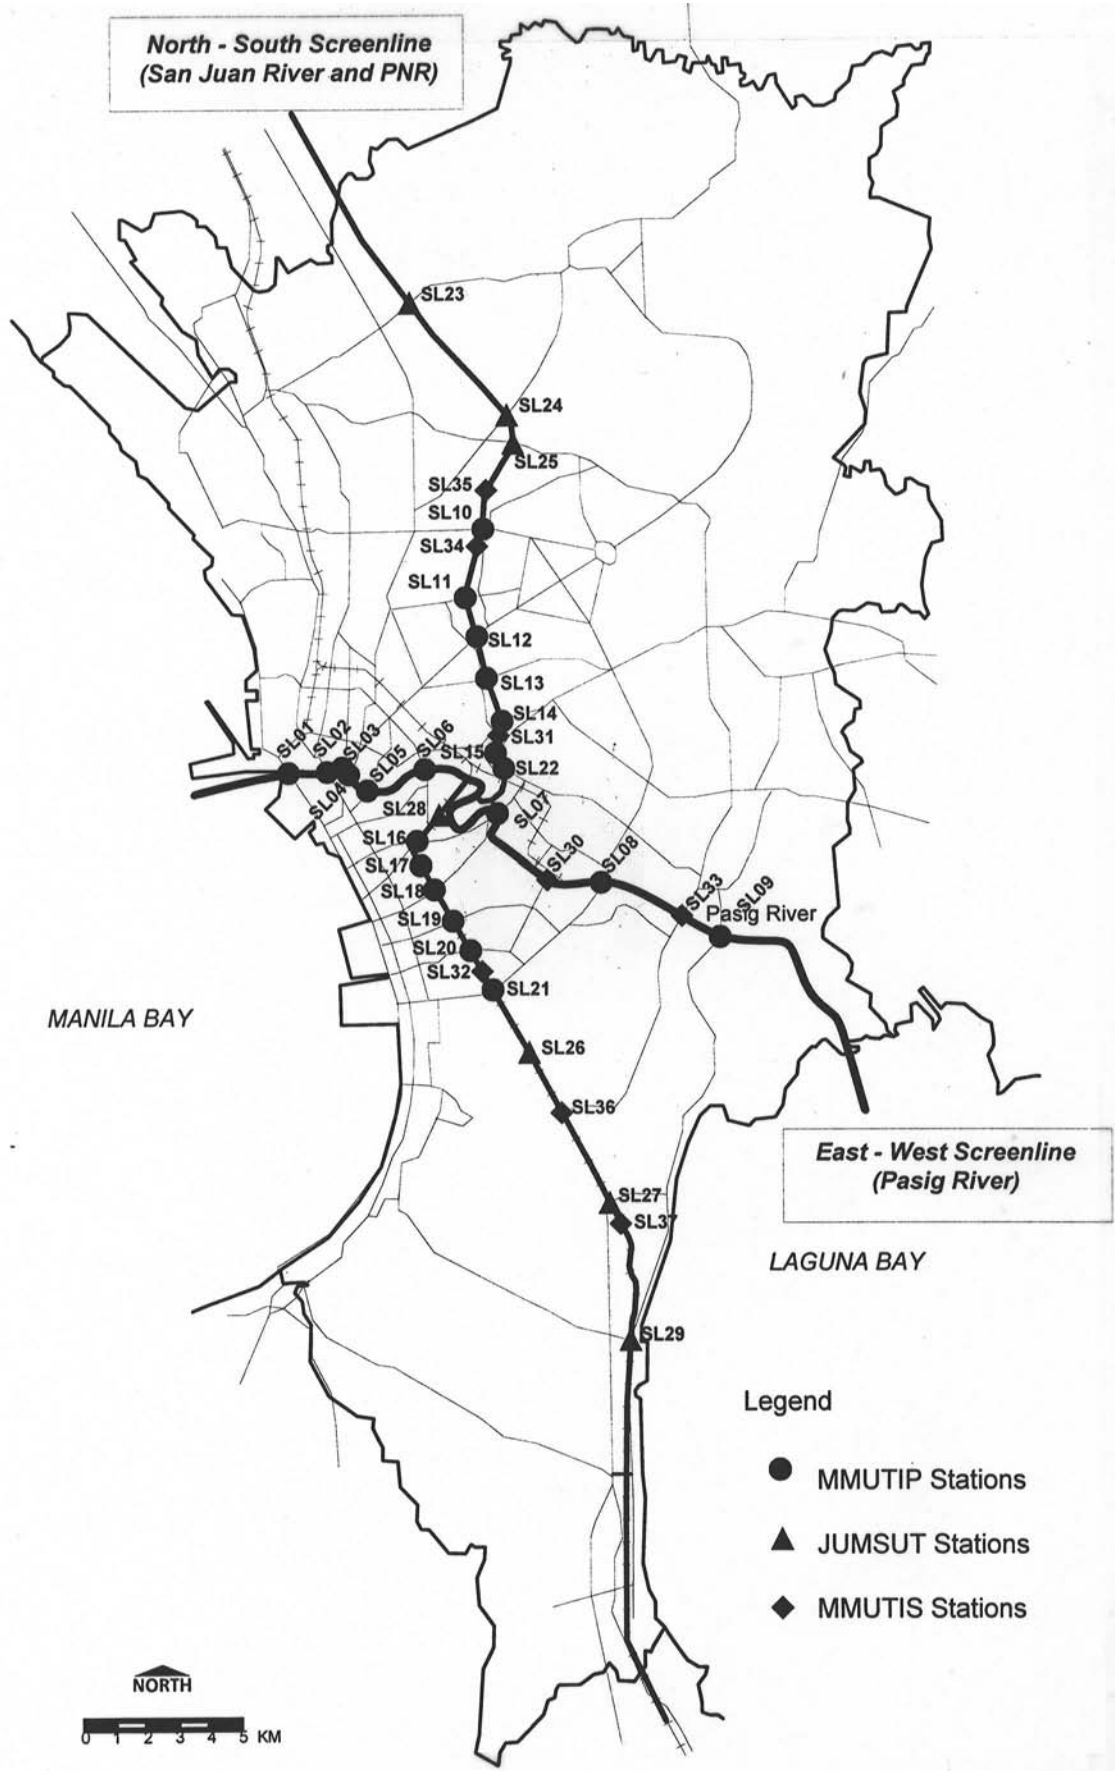 North - South Screenline
(San Juan River and PNR)
SL23
SL24
SL25
SL35
SL10
SL34
SL11
SL12
SL13
SL14
SL31
SL15
SL22
SL01
SL02
SL03
SL04
SL05
SL06
SL28
SL07
SL16
SL17
SL18
SL19
SL20
SL32
SL21
SL30
SL08
SL33
SL09
Pasig River
MANILA BAY
SL26
SL36
East - West Screenline
(Pasig River)
SL27
SL37
LAGUNA BAY
SL29
Legend
MMUTIP Stations
JUMSUT Stations
MMUTIS Stations
NORTH
0 1 2 3 4 5 KM